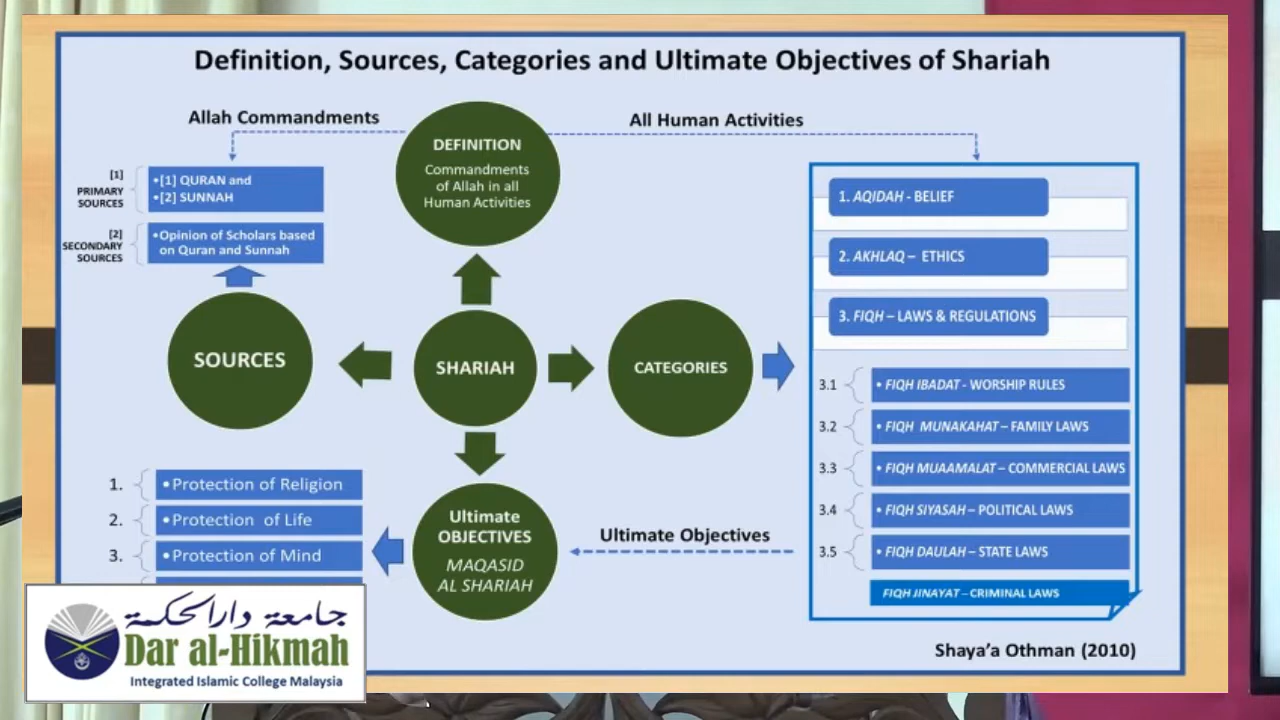 Definition, Sources, Categories and Ultimate Objectives of Shariah
Allah Commandments
All Human Activities
DEFINITION
Commandments
of Allah in all
Human Activities
[1]
PRIMARY
SOURCES
•[1] QURAN and
•[2] SUNNAH
[2]
SECONDARY
SOURCES
•Opinion of Scholars based
on Quran and Sunnah
SOURCES
SHARIAH
CATEGORIES
1. AQIDAH - BELIEF
2. AKHLAQ – ETHICS
3. FIQH – LAWS & REGULATIONS
3.1 • FIQH IBADAT - WORSHIP RULES
3.2 • FIQH MUNAKAHAT – FAMILY LAWS
3.3 • FIQH MUAAMALAT – COMMERCIAL LAWS
3.4 • FIQH SIYASAH – POLITICAL LAWS
3.5 • FIQH DAULAH – STATE LAWS
FIQH JINAYAT – CRIMINAL LAWS
Ultimate Objectives
Ultimate
OBJECTIVES
MAQASID
AL SHARIAH
1. •Protection of Religion
2. •Protection of Life
3. •Protection of Mind
جامعة دار الحكمة
Dar al-Hikmah
Integrated Islamic College Malaysia
Shaya’a Othman (2010)